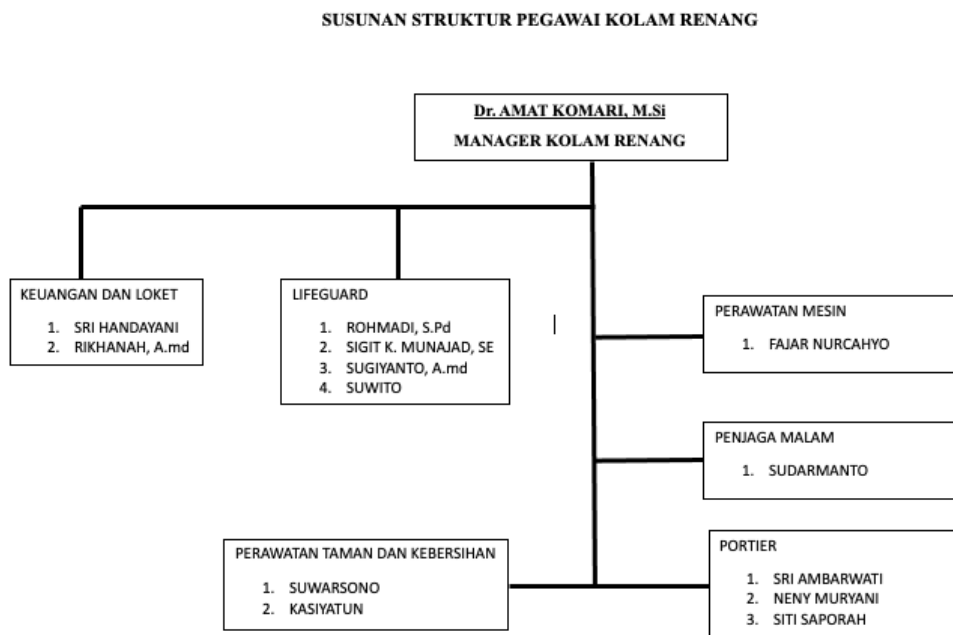 SUSUNAN STRUKTUR PEGAWAI KOLAM RENANG
Dr. AMAT KOMARI, M.Si
MANAGER KOLAM RENANG
KEUANGAN DAN LOKET
1. SRI HANDAYANI
2. RIKHANAH, A.md
LIFEGUARD
1. ROHMADI, S.Pd
2. SIGIT K. MUNAJAD, SE
3. SUGIYANTO, A.md
4. SUWITO
PERAWATAN MESIN
1. FAJAR NURCAHYO
PENJAGA MALAM
1. SUDARMANTO
PERAWATAN TAMAN DAN KEBERSIHAN
1. SUWARSONO
2. KASIYATUN
PORTIER
1. SRI AMBARWATI
2. NENY MURYANI
3. SITI SAPORAH